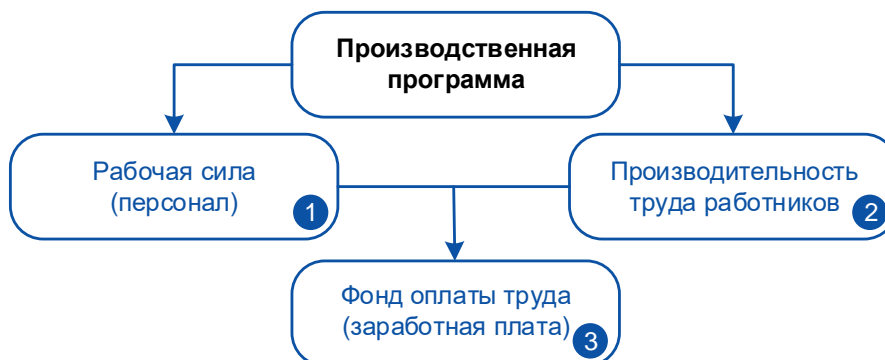 Производственная
программа
Рабочая сила
(персонал)
1
Производительность
труда работников
2
Фонд оплаты труда
(заработная плата)
3